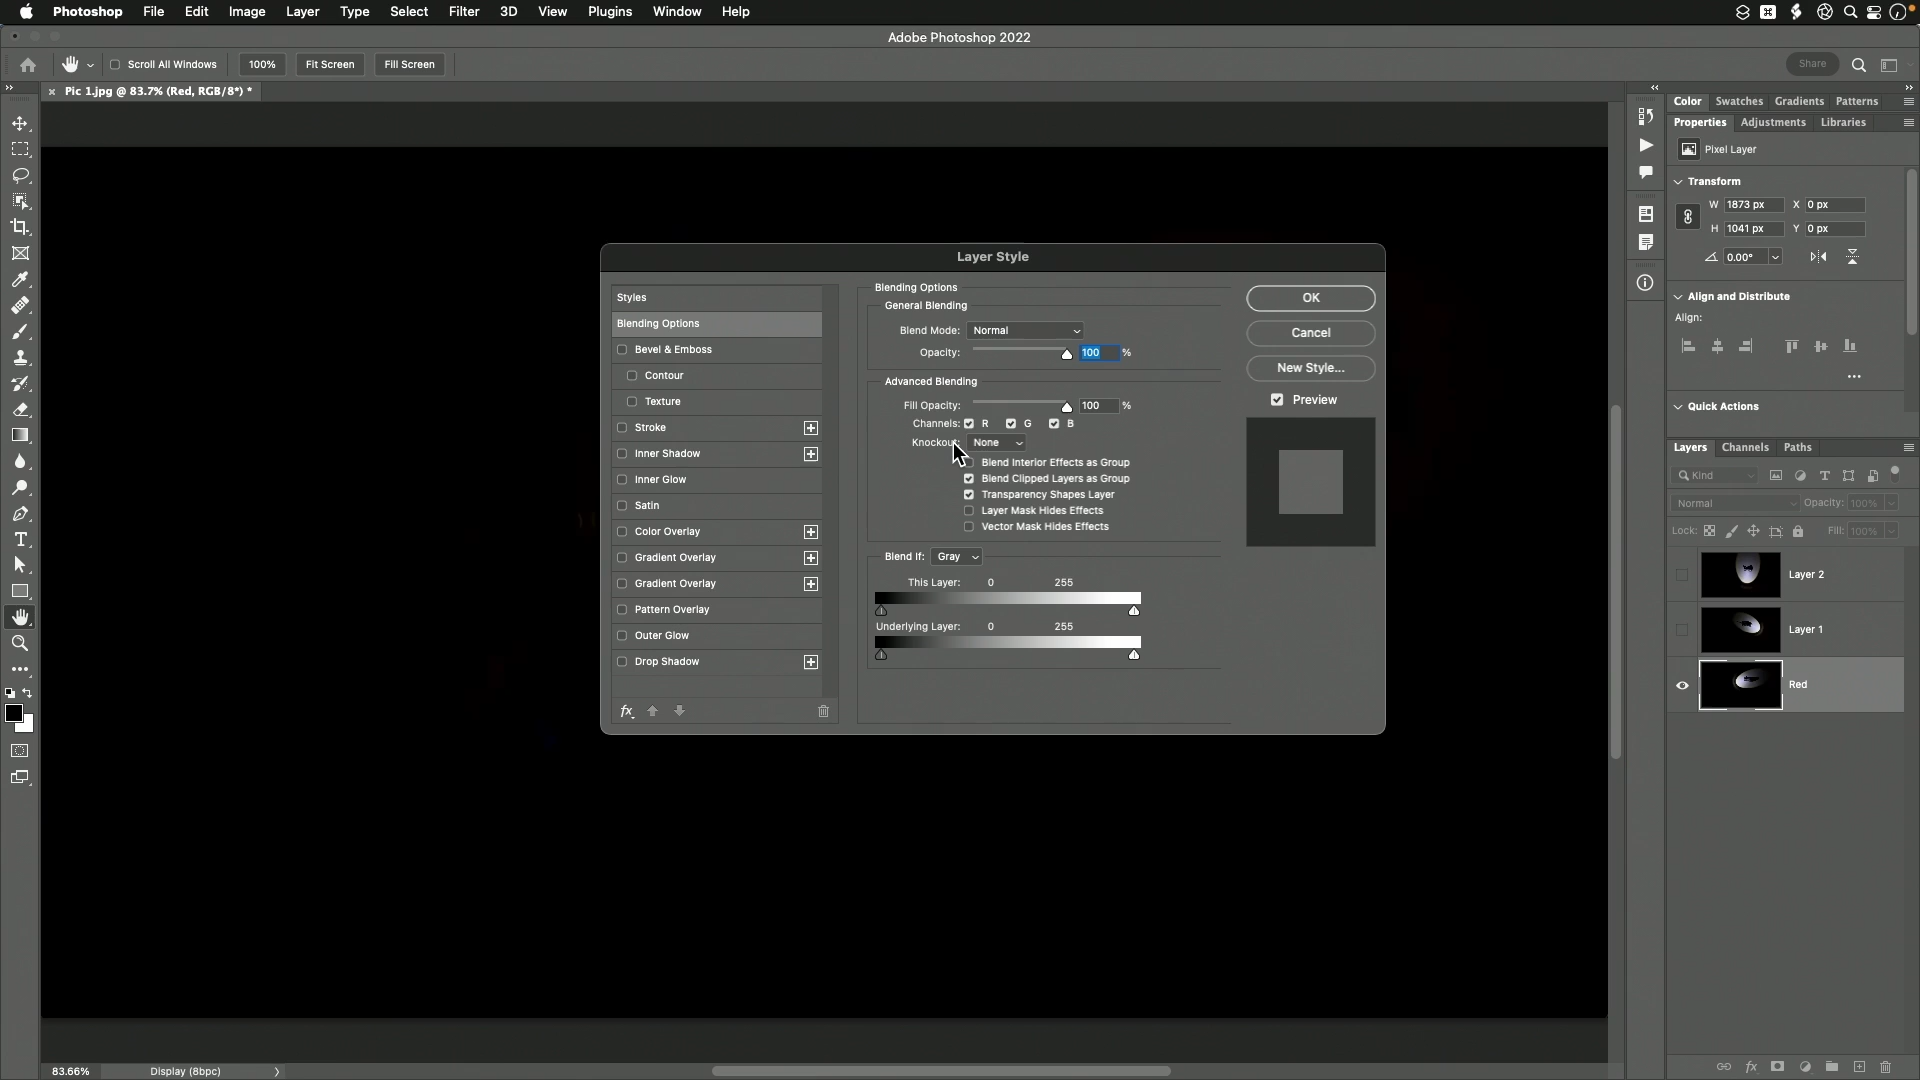 Photoshop File Edit Image Layer Type Select Filter 3D View Plugins Window Help
Adobe Photoshop 2022
Scroll All Windows 100% Fit Screen Fill Screen Share
Pic 1.jpg @ 83.7% (Red, RGB/8*) *
Layer Style
Styles
Blending Options
Bevel & Emboss
Contour
Texture
Stroke
Inner Shadow
Inner Glow
Satin
Color Overlay
Gradient Overlay
Gradient Overlay
Pattern Overlay
Outer Glow
Drop Shadow
fx
Blending Options
General Blending
Blend Mode: Normal
Opacity: 100 %
Advanced Blending
Fill Opacity: 100 %
Channels: R G B
Knockout: None
Blend Interior Effects as Group
Blend Clipped Layers as Group
Transparency Shapes Layer
Layer Mask Hides Effects
Vector Mask Hides Effects
Blend If: Gray
This Layer: 0 255
Underlying Layer: 0 255
OK
Cancel
New Style...
Preview
Color Swatches Gradients Patterns
Properties Adjustments Libraries
Pixel Layer
Transform
W 1873 px X 0 px
H 1041 px Y 0 px
0.00°
Align and Distribute
Align:
Quick Actions
Layers Channels Paths
Kind
Normal Opacity: 100%
Lock: Fill: 100%
Layer 2
Layer 1
Red
fx
83.66% Display (8bpc)